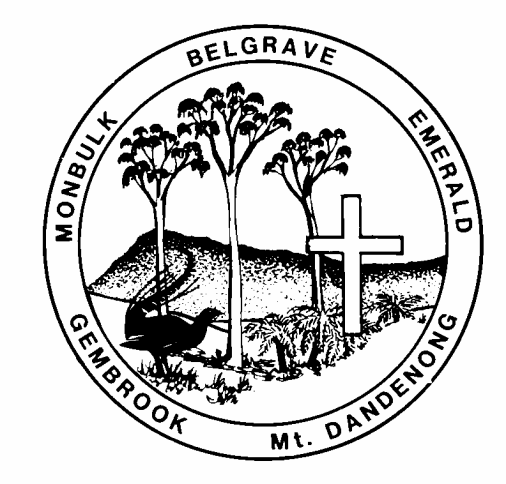 MONBULK
BELGRAVE
EMERALD
GEMBROOK
Mt. DANDENONG